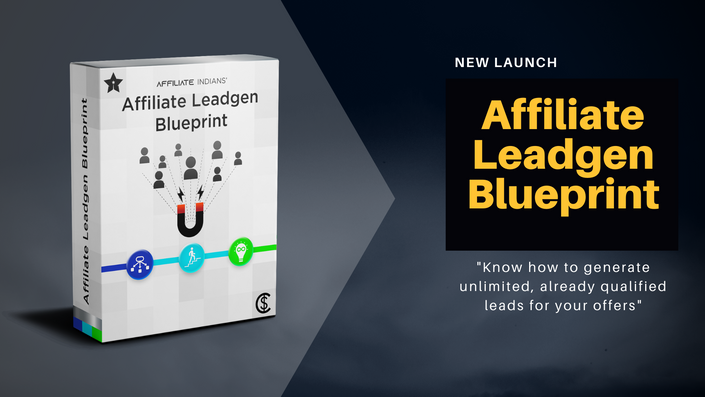 AFFILIATE INDIANS'
Affiliate Leadgen
Blueprint
Affiliate Leadgen Blueprint
NEW LAUNCH
Affiliate
Leadgen
Blueprint
"Know how to generate
unlimited, already qualified
leads for your offers"